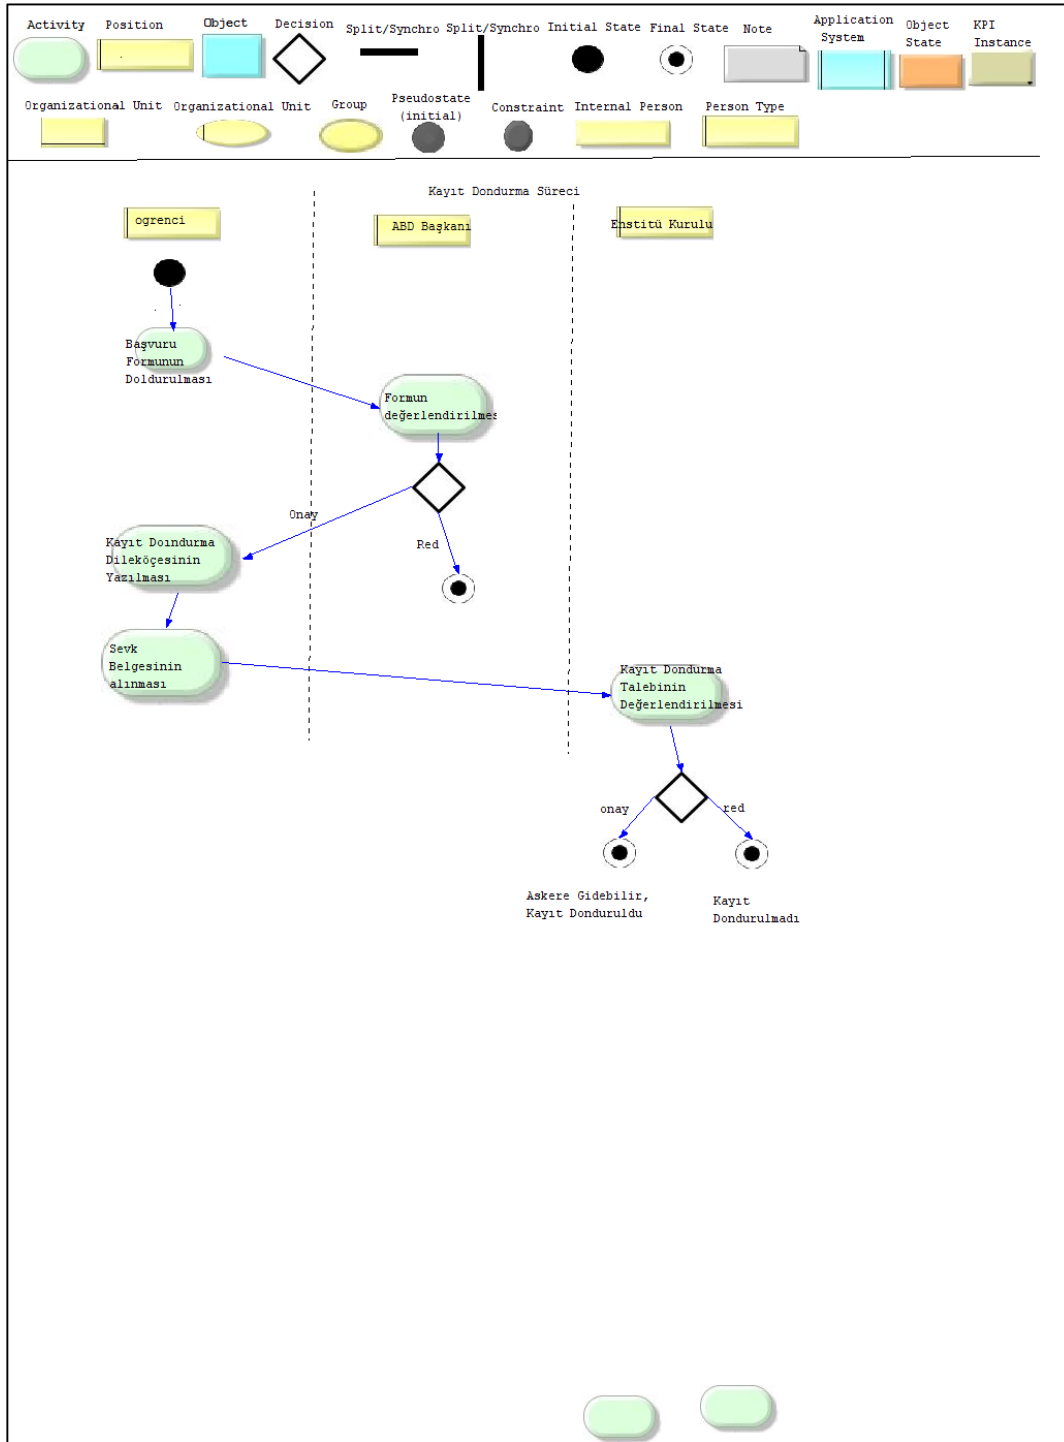 Activity
Position
Object
Decision
Split/Synchro
Split/Synchro
Initial State
Final State
Note
Application
System
Object
State
KPI
Instance
Organizational Unit
Organizational Unit
Group
Pseudostate
(initial)
Constraint
Internal Person
Person Type
Kayıt Dondurma Süreci
ogrenci
ABD Başkanı
Enstitü Kurulu
Başvuru
Formunun
Doldurulması
Formun
değerlendirilmes
Onay
Red
Kayıt Doındurma
Dileköçesinin
Yazılması
Sevk
Belgesinin
alınması
Kayıt Dondurma
Talebinin
Değerlendirilmesi
onay
red
Askere Gidebilir,
Kayıt Donduruldu
Kayıt
Dondurulmadı